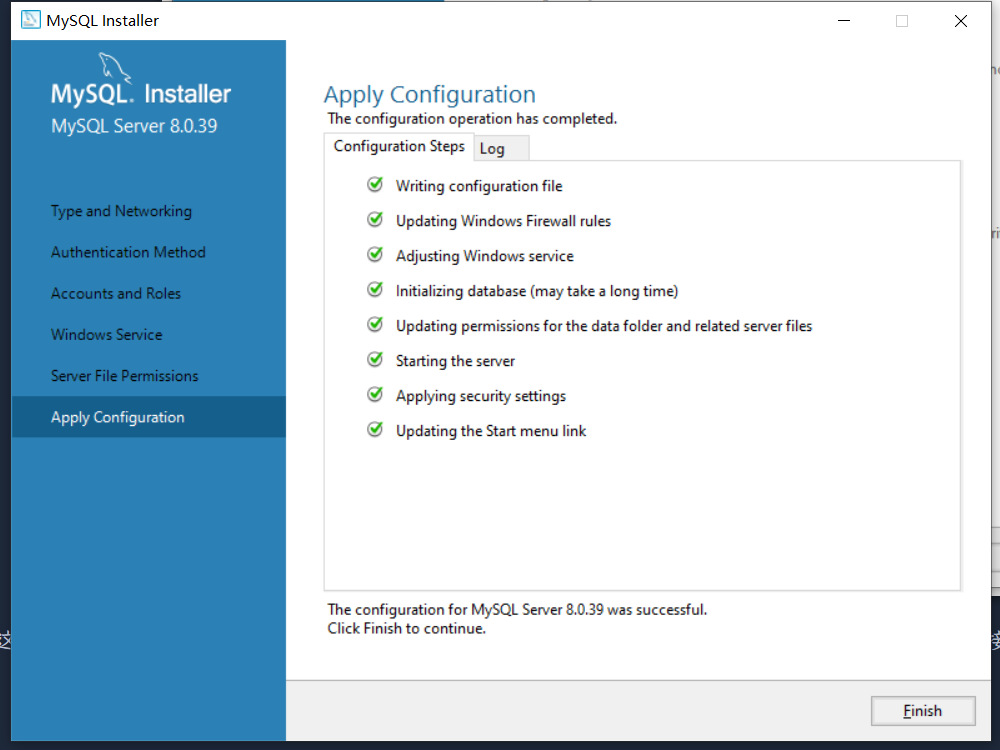 MySQL Installer
MySQL. Installer
MySQL Server 8.0.39
Type and Networking
Authentication Method
Accounts and Roles
Windows Service
Server File Permissions
Apply Configuration
Apply Configuration
The configuration operation has completed.
Configuration Steps
Log
Writing configuration file
Updating Windows Firewall rules
Adjusting Windows service
Initializing database (may take a long time)
Updating permissions for the data folder and related server files
Starting the server
Applying security settings
Updating the Start menu link
The configuration for MySQL Server 8.0.39 was successful.
Click Finish to continue.
Finish